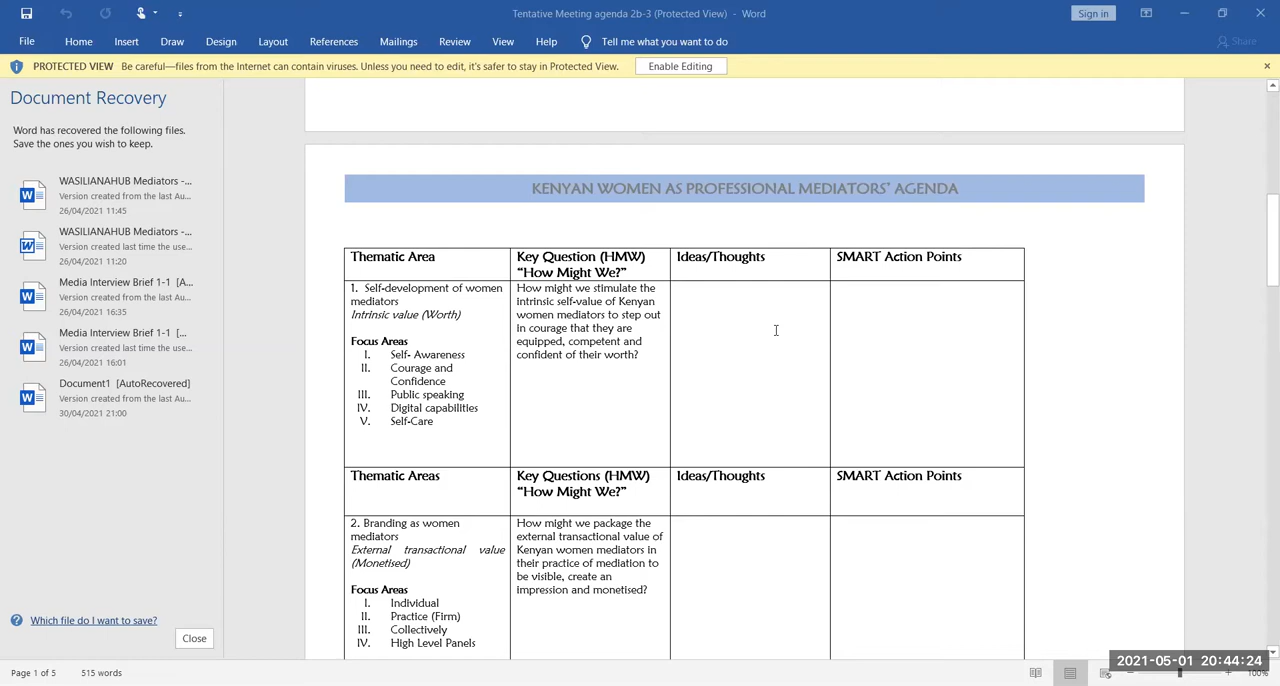 Tentative Meeting agenda 2b-3 (Protected View) - Word
Sign in
File Home Insert Draw Design Layout References Mailings Review View Help Tell me what you want to do Share
PROTECTED VIEW Be careful—files from the Internet can contain viruses. Unless you need to edit, it's safer to stay in Protected View. Enable Editing
Document Recovery
Word has recovered the following files.
Save the ones you wish to keep.
WASILIANAHUB Mediators -...
Version created from the last Au...
26/04/2021 11:45
WASILIANAHUB Mediators -...
Version created last time the use...
26/04/2021 11:20
Media Interview Brief 1-1 [A...
Version created from the last Au...
26/04/2021 16:35
Media Interview Brief 1-1 [...
Version created last time the use...
26/04/2021 16:01
Document1 [AutoRecovered]
Version created from the last Au...
30/04/2021 21:00
Which file do I want to save?
Close
KENYAN WOMEN AS PROFESSIONAL MEDIATORS' AGENDA
Thematic Area
Key Question (HMW)
"How Might We?"
Ideas/Thoughts
SMART Action Points
1. Self-development of women
mediators
Intrinsic value (Worth)
Focus Areas
I. Self- Awareness
II. Courage and
Confidence
III. Public speaking
IV. Digital capabilities
V. Self-Care
How might we stimulate the
intrinsic self-value of Kenyan
women mediators to step out
in courage that they are
equipped, competent and
confident of their worth?
Thematic Areas
Key Questions (HMW)
"How Might We?"
Ideas/Thoughts
SMART Action Points
2. Branding as women
mediators
External transactional value
(Monetised)
Focus Areas
I. Individual
II. Practice (Firm)
III. Collectively
IV. High Level Panels
How might we package the
external transactional value of
Kenyan women mediators in
their practice of mediation to
be visible, create an
impression and monetised?
Page 1 of 5 515 words
2021-05-01 20:44:24
100%